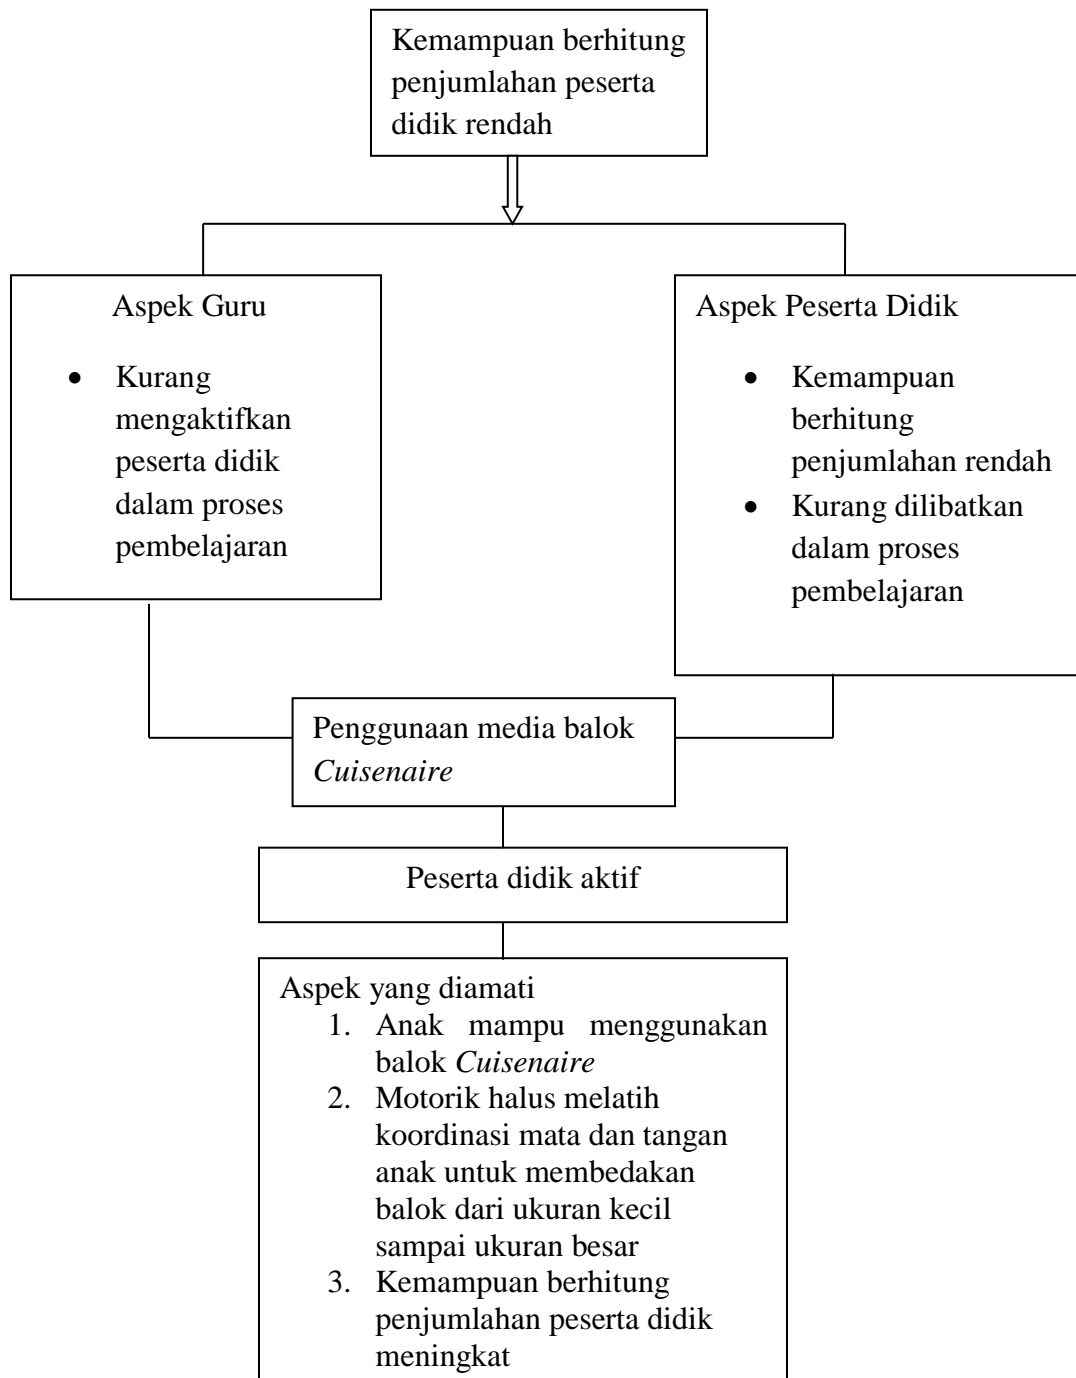 Kemampuan berhitung
penjumlahan peserta
didik rendah
Aspek Guru
• Kurang
mengaktifkan
peserta didik
dalam proses
pembelajaran
Aspek Peserta Didik
• Kemampuan
berhitung
penjumlahan rendah
• Kurang dilibatkan
dalam proses
pembelajaran
Penggunaan media balok
Cuisenaire
Peserta didik aktif
Aspek yang diamati
1. Anak mampu menggunakan
balok Cuisenaire
2. Motorik halus melatih
koordinasi mata dan tangan
anak untuk membedakan
balok dari ukuran kecil
sampai ukuran besar
3. Kemampuan berhitung
penjumlahan peserta didik
meningkat